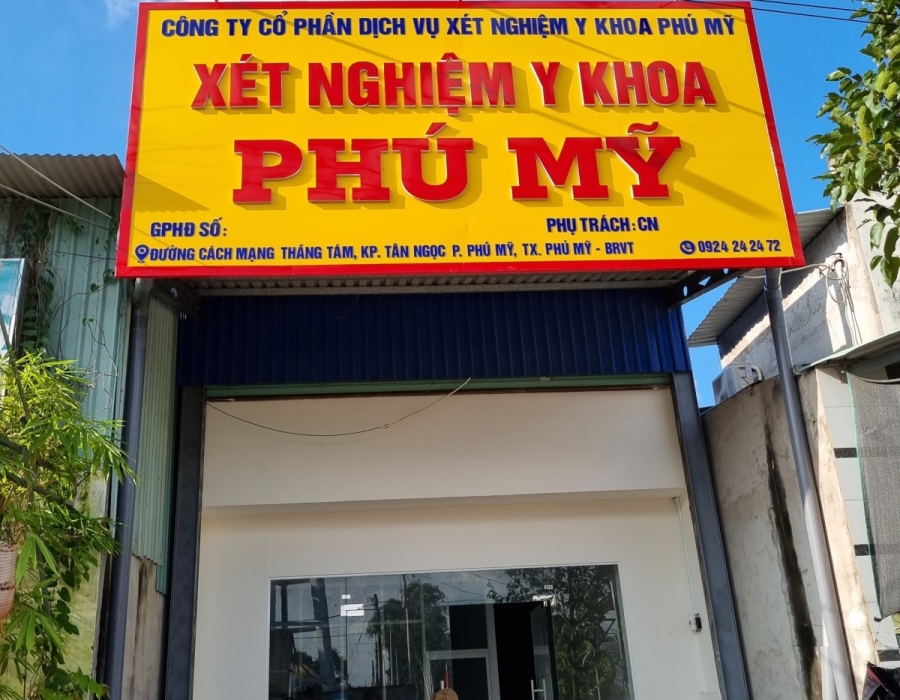 CÔNG TY CỔ PHẦN DỊCH VỤ XÉT NGHIỆM Y KHOA PHÚ MỸ
XÉT NGHIỆM Y KHOA
PHÚ MỸ
GPHĐ SỐ: PHỤ TRÁCH: CN
ĐƯỜNG CÁCH MẠNG THÁNG TÁM, KP. TÂN NGỌC P. PHÚ MỸ, TX. PHÚ MỸ - BRVT 0924 24 24 72